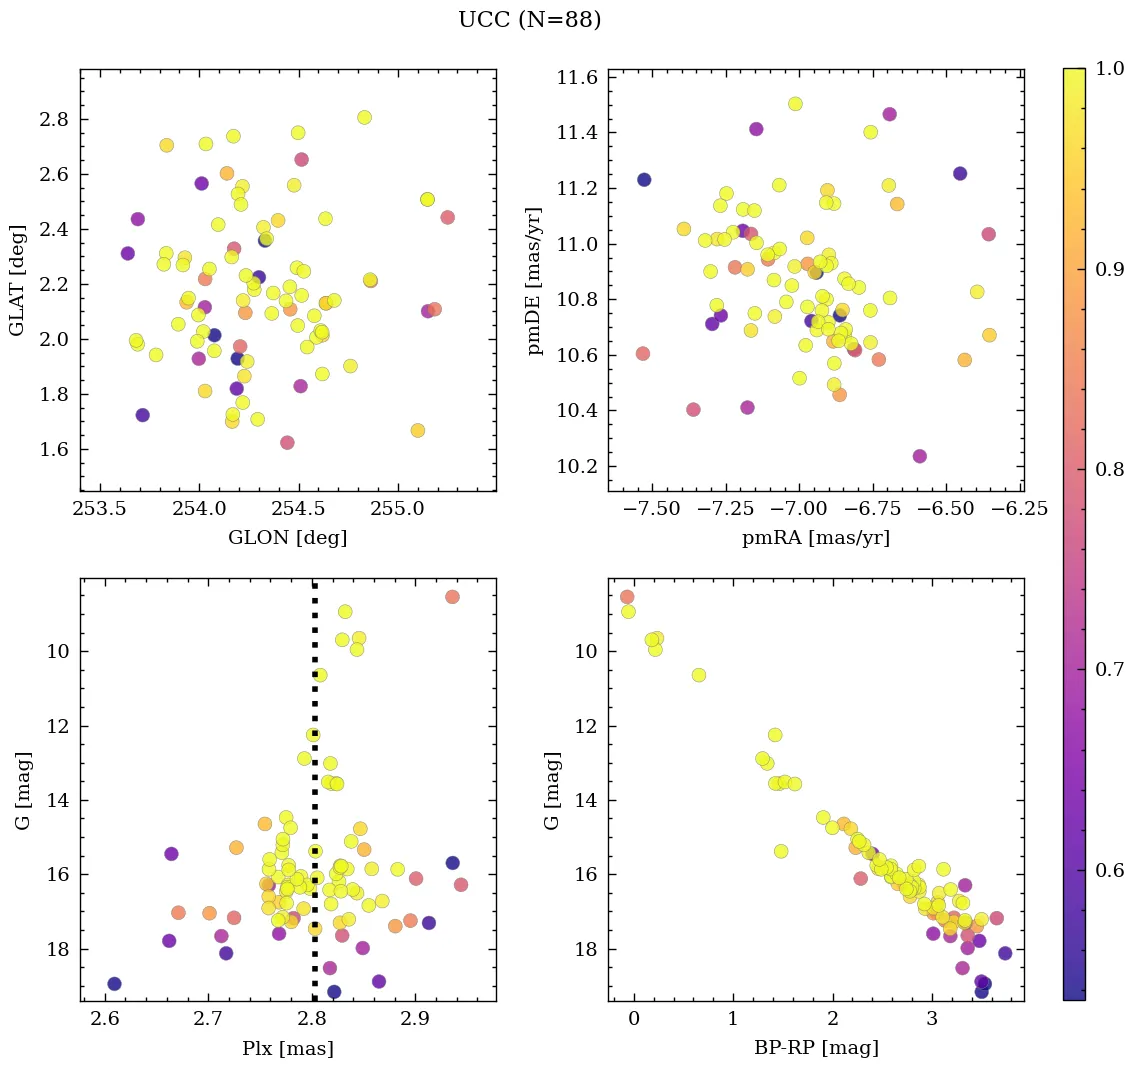 UCC (N=88)
2.8
2.6
2.4
2.2
2.0
1.8
1.6
GLAT [deg]
253.5 254.0 254.5 255.0
GLON [deg]
11.6
11.4
11.2
11.0
10.8
10.6
10.4
10.2
pmDE [mas/yr]
−7.50 −7.25 −7.00 −6.75 −6.50 −6.25
pmRA [mas/yr]
10
12
14
16
18
G [mag]
2.6 2.7 2.8 2.9
Plx [mas]
10
12
14
16
18
G [mag]
0 1 2 3
BP-RP [mag]
1.0
0.9
0.8
0.7
0.6